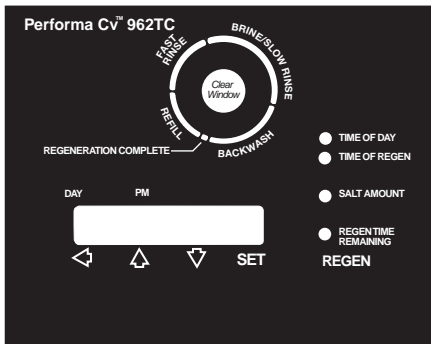 Performa Cv™ 962TC
FAST
RINSE
BRINE/SLOW RINSE
Clear
Window
REFILL
BACKWASH
REGENERATION COMPLETE
TIME OF DAY
TIME OF REGEN
DAY PM
SALT AMOUNT
REGEN TIME
REMAINING
SET REGEN